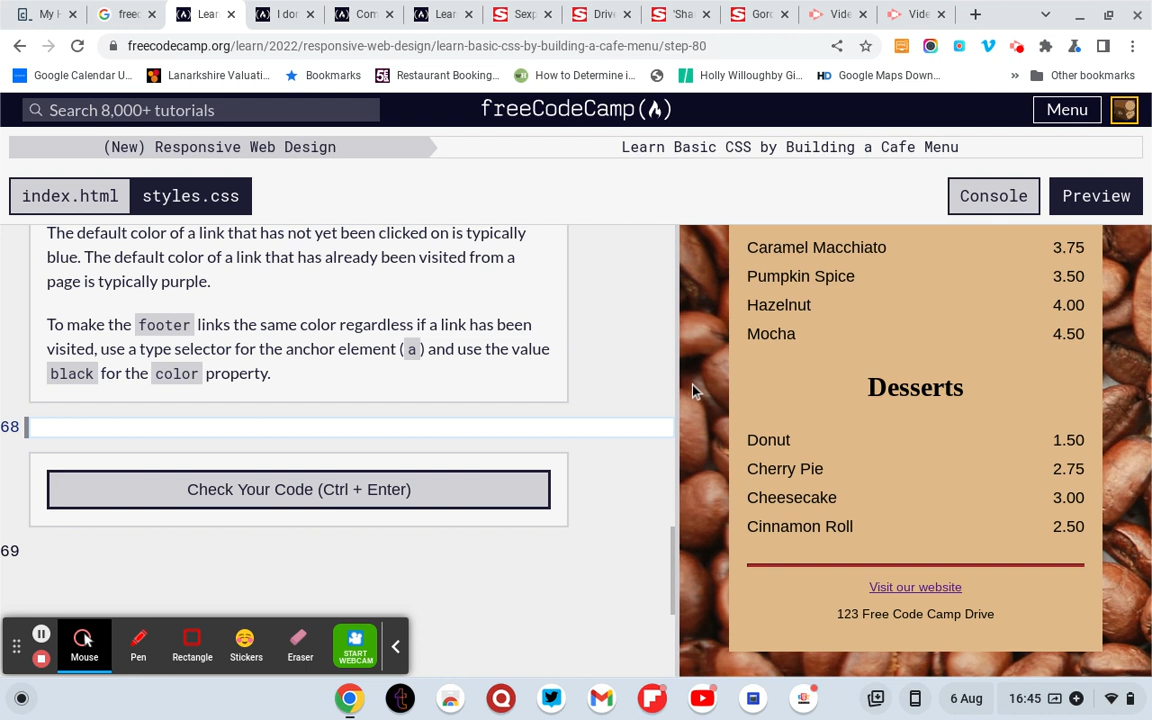 My H
freec
Lear
I dor
Com
Lear
Sexp
Drive
'Sha
Gord
Vide
Vide
freecodecamp.org/learn/2022/responsive-web-design/learn-basic-css-by-building-a-cafe-menu/step-80
Google Calendar U...
Lanarkshire Valuati...
Bookmarks
Restaurant Booking...
How to Determine i...
Holly Willoughby Gi...
HD
Google Maps Down...
»
Other bookmarks
Search 8,000+ tutorials
freeCodeCamp
Menu
(New) Responsive Web Design
Learn Basic CSS by Building a Cafe Menu
index.html
styles.css
Console
Preview
The default color of a link that has not yet been clicked on is typically
blue. The default color of a link that has already been visited from a
page is typically purple.
To make the footer links the same color regardless if a link has been
visited, use a type selector for the anchor element (a) and use the value
black for the color property.
68
Check Your Code (Ctrl + Enter)
69
Caramel Macchiato 3.75
Pumpkin Spice 3.50
Hazelnut 4.00
Mocha 4.50
Desserts
Donut 1.50
Cherry Pie 2.75
Cheesecake 3.00
Cinnamon Roll 2.50
Visit our website
123 Free Code Camp Drive
Mouse
Pen
Rectangle
Stickers
Eraser
START
WEBCAM
6 Aug
16:45